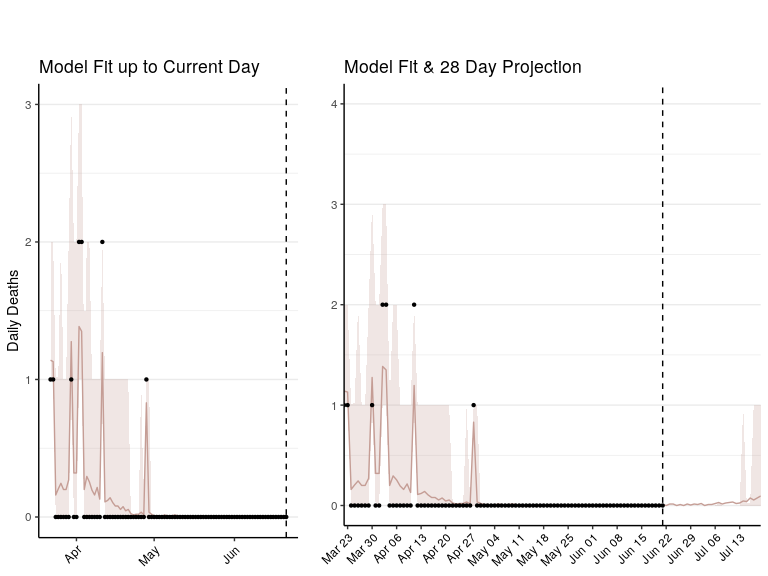 Model Fit up to Current Day
Model Fit & 28 Day Projection
Daily Deaths
3
2
1
0
Apr
May
Jun
4
3
2
1
0
Mar 23
Mar 30
Apr 06
Apr 13
Apr 20
Apr 27
May 04
May 11
May 18
May 25
Jun 01
Jun 08
Jun 15
Jun 22
Jun 29
Jul 06
Jul 13